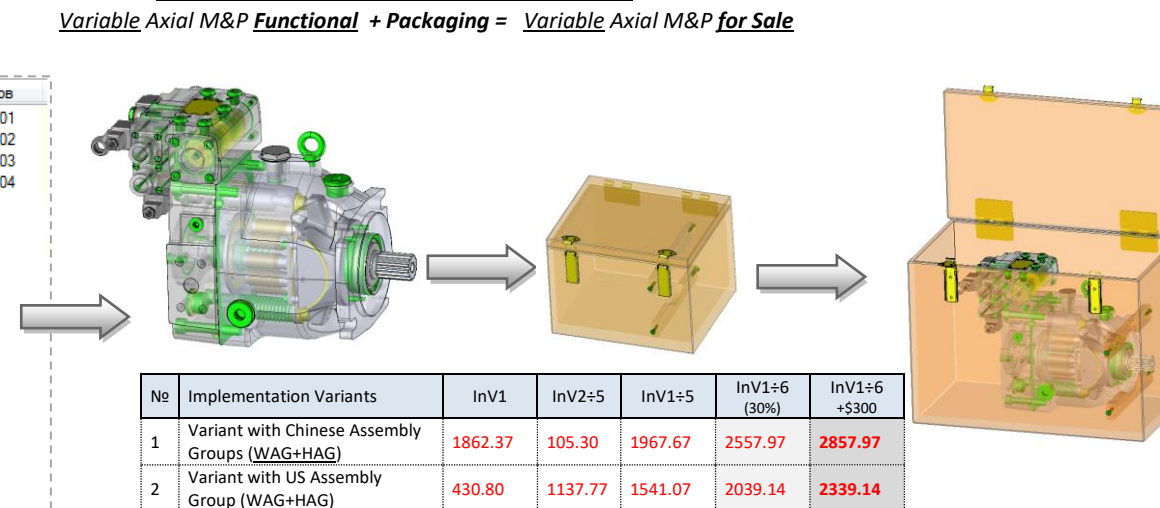 Variable Axial M&P Functional + Packaging = Variable Axial M&P for Sale
ов
01
02
03
04
№ Implementation Variants InV1 InV2÷5 InV1÷5 InV1÷6 (30%) InV1÷6 +$300
1 Variant with Chinese Assembly Groups (WAG+HAG) 1862.37 105.30 1967.67 2557.97 2857.97
2 Variant with US Assembly Group (WAG+HAG) 430.80 1137.77 1541.07 2039.14 2339.14